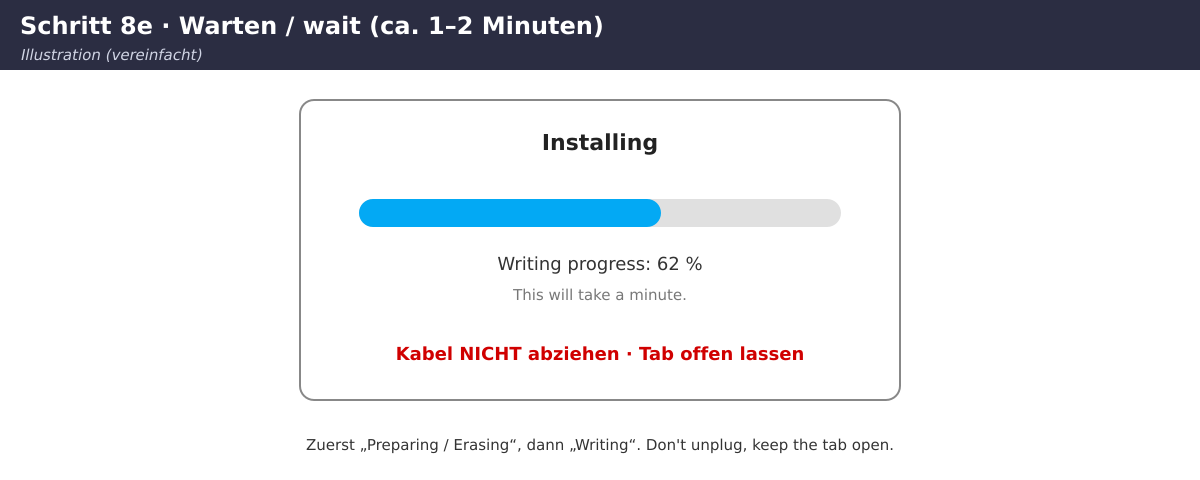 Schritt 8e · Warten / wait (ca. 1–2 Minuten)
Illustration (vereinfacht)
Installing
Writing progress: 62 %
This will take a minute.
Kabel NICHT abziehen · Tab offen lassen
Zuerst „Preparing / Erasing“, dann „Writing“. Don't unplug, keep the tab open.